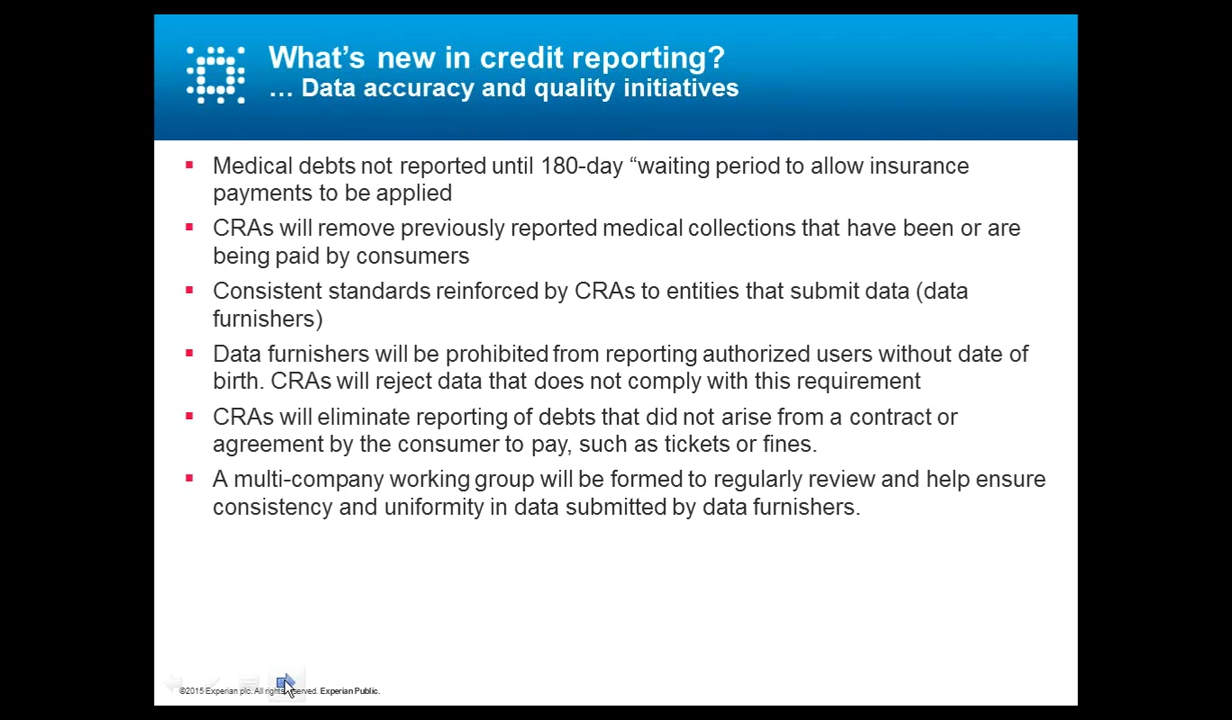 What's new in credit reporting?
… Data accuracy and quality initiatives
▪ Medical debts not reported until 180-day “waiting period to allow insurance
payments to be applied
▪ CRAs will remove previously reported medical collections that have been or are
being paid by consumers
▪ Consistent standards reinforced by CRAs to entities that submit data (data
furnishers)
▪ Data furnishers will be prohibited from reporting authorized users without date of
birth. CRAs will reject data that does not comply with this requirement
▪ CRAs will eliminate reporting of debts that did not arise from a contract or
agreement by the consumer to pay, such as tickets or fines.
▪ A multi-company working group will be formed to regularly review and help ensure
consistency and uniformity in data submitted by data furnishers.
©2015 Experian plc. All rights reserved. Experian Public.